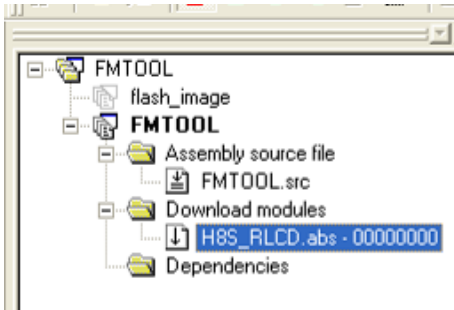 FMTOOL
flash_image
FMTOOL
Assembly source file
FMTOOL.src
Download modules
H8S_RLCD.abs - 00000000
Dependencies